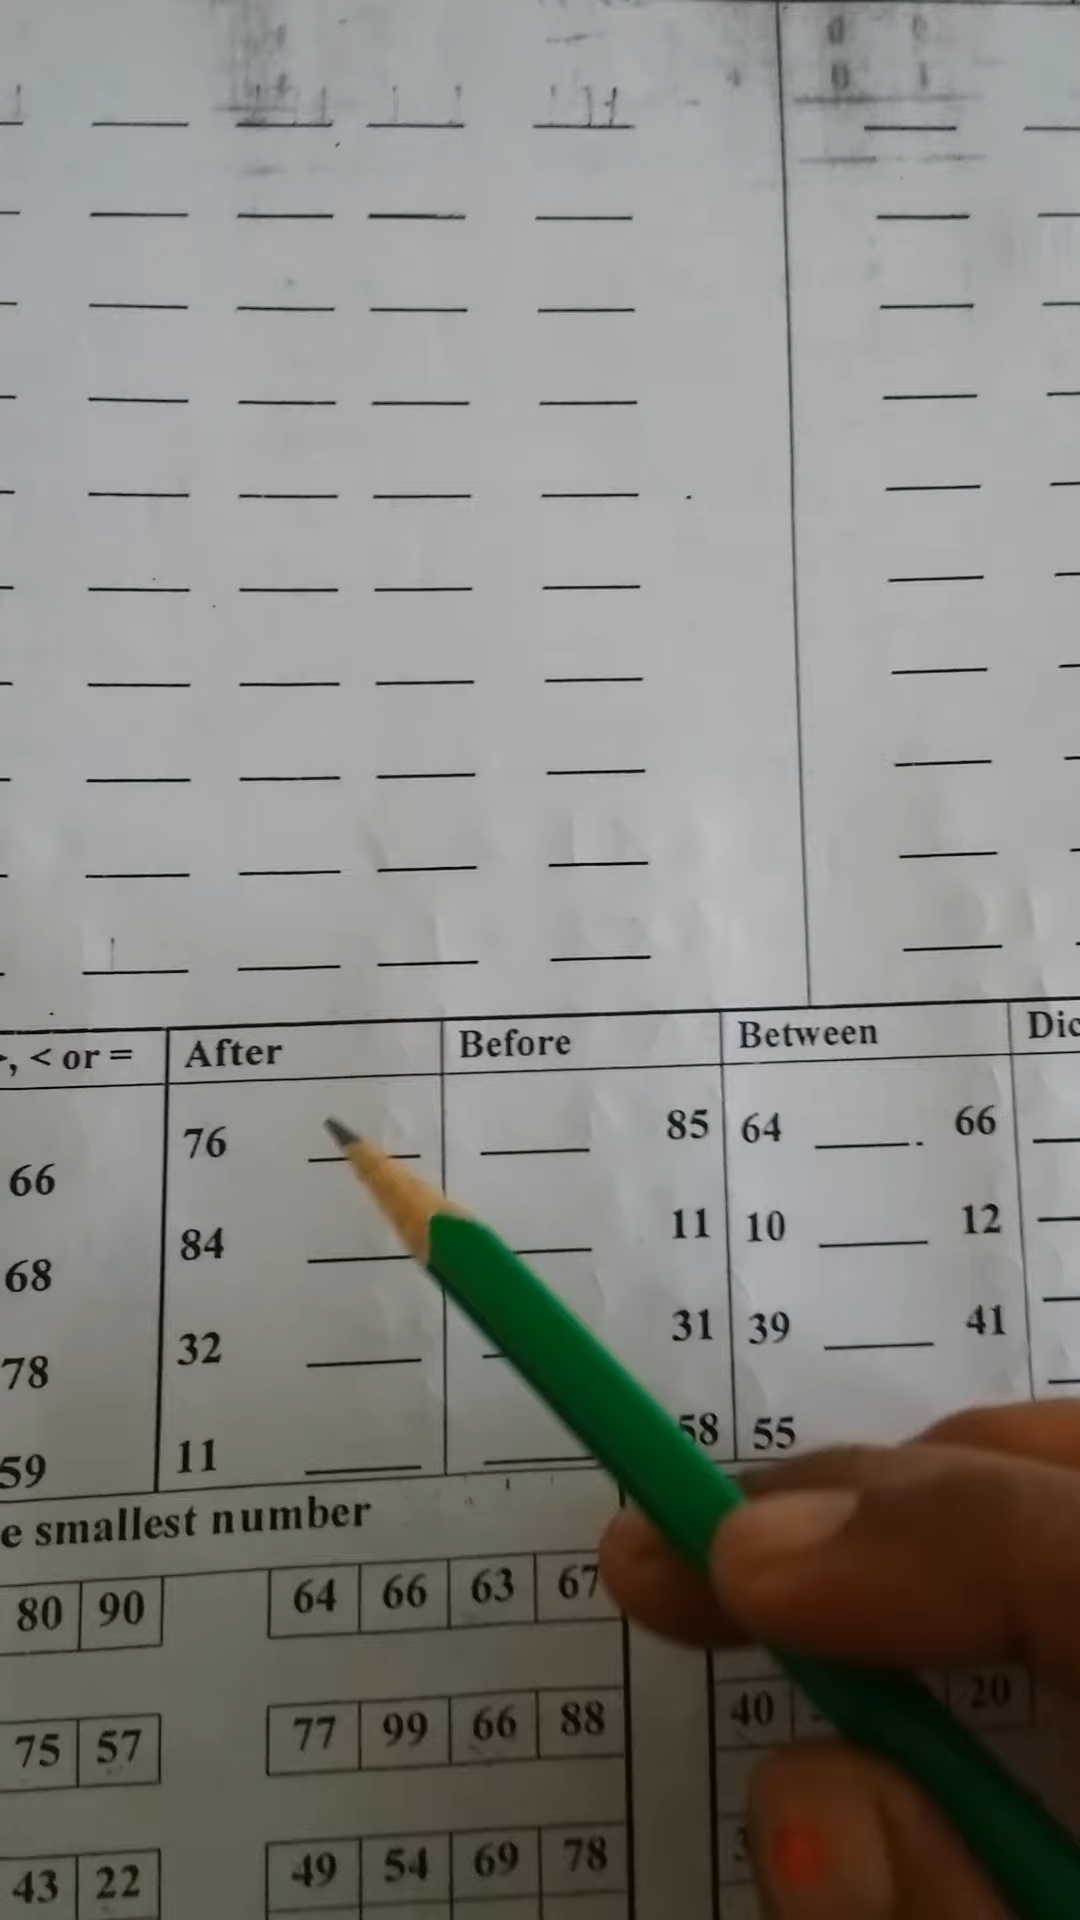 , < or =
After
Before
Between
66
76
85
64
66
68
84
11
10
12
78
32
31
39
41
59
11
58
55
e smallest number
80 90
64 66 63 67
75 57
77 99 66 88
40 20
43 22
49 54 69 78